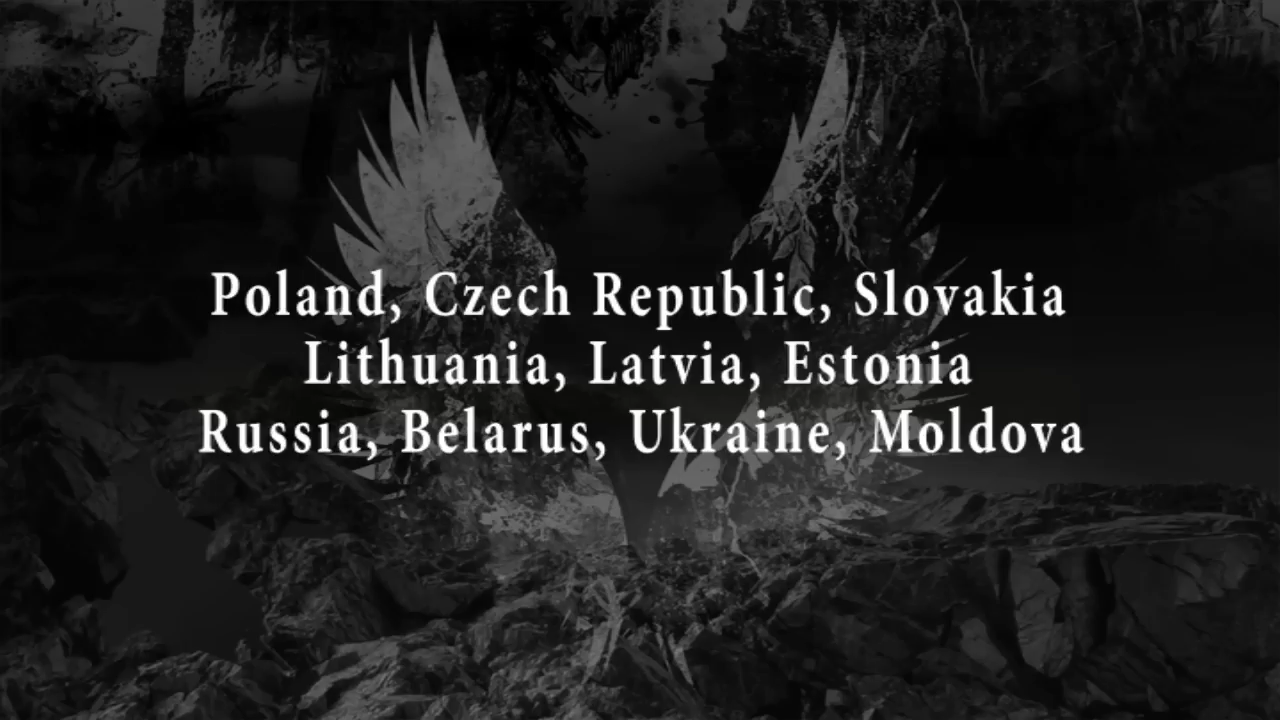 Poland, Czech Republic, Slovakia
Lithuania, Latvia, Estonia
Russia, Belarus, Ukraine, Moldova